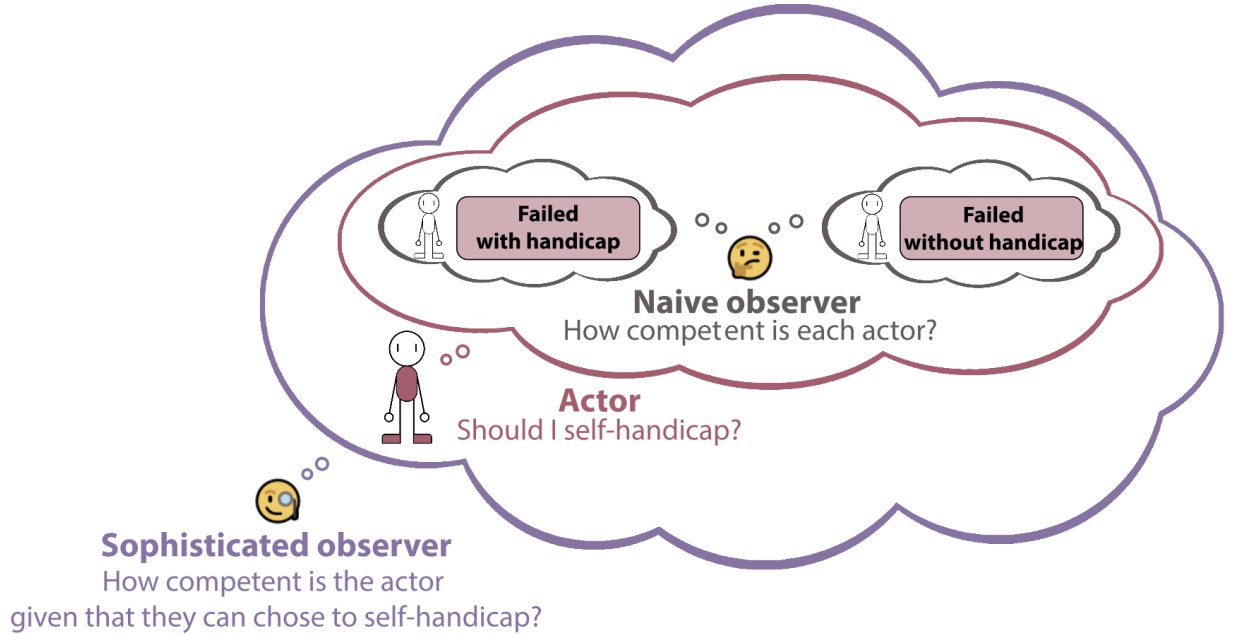 Failed
with handicap
Failed
without handicap
Naive observer
How competent is each actor?
Actor
Should I self-handicap?
Sophisticated observer
How competent is the actor
given that they can chose to self-handicap?